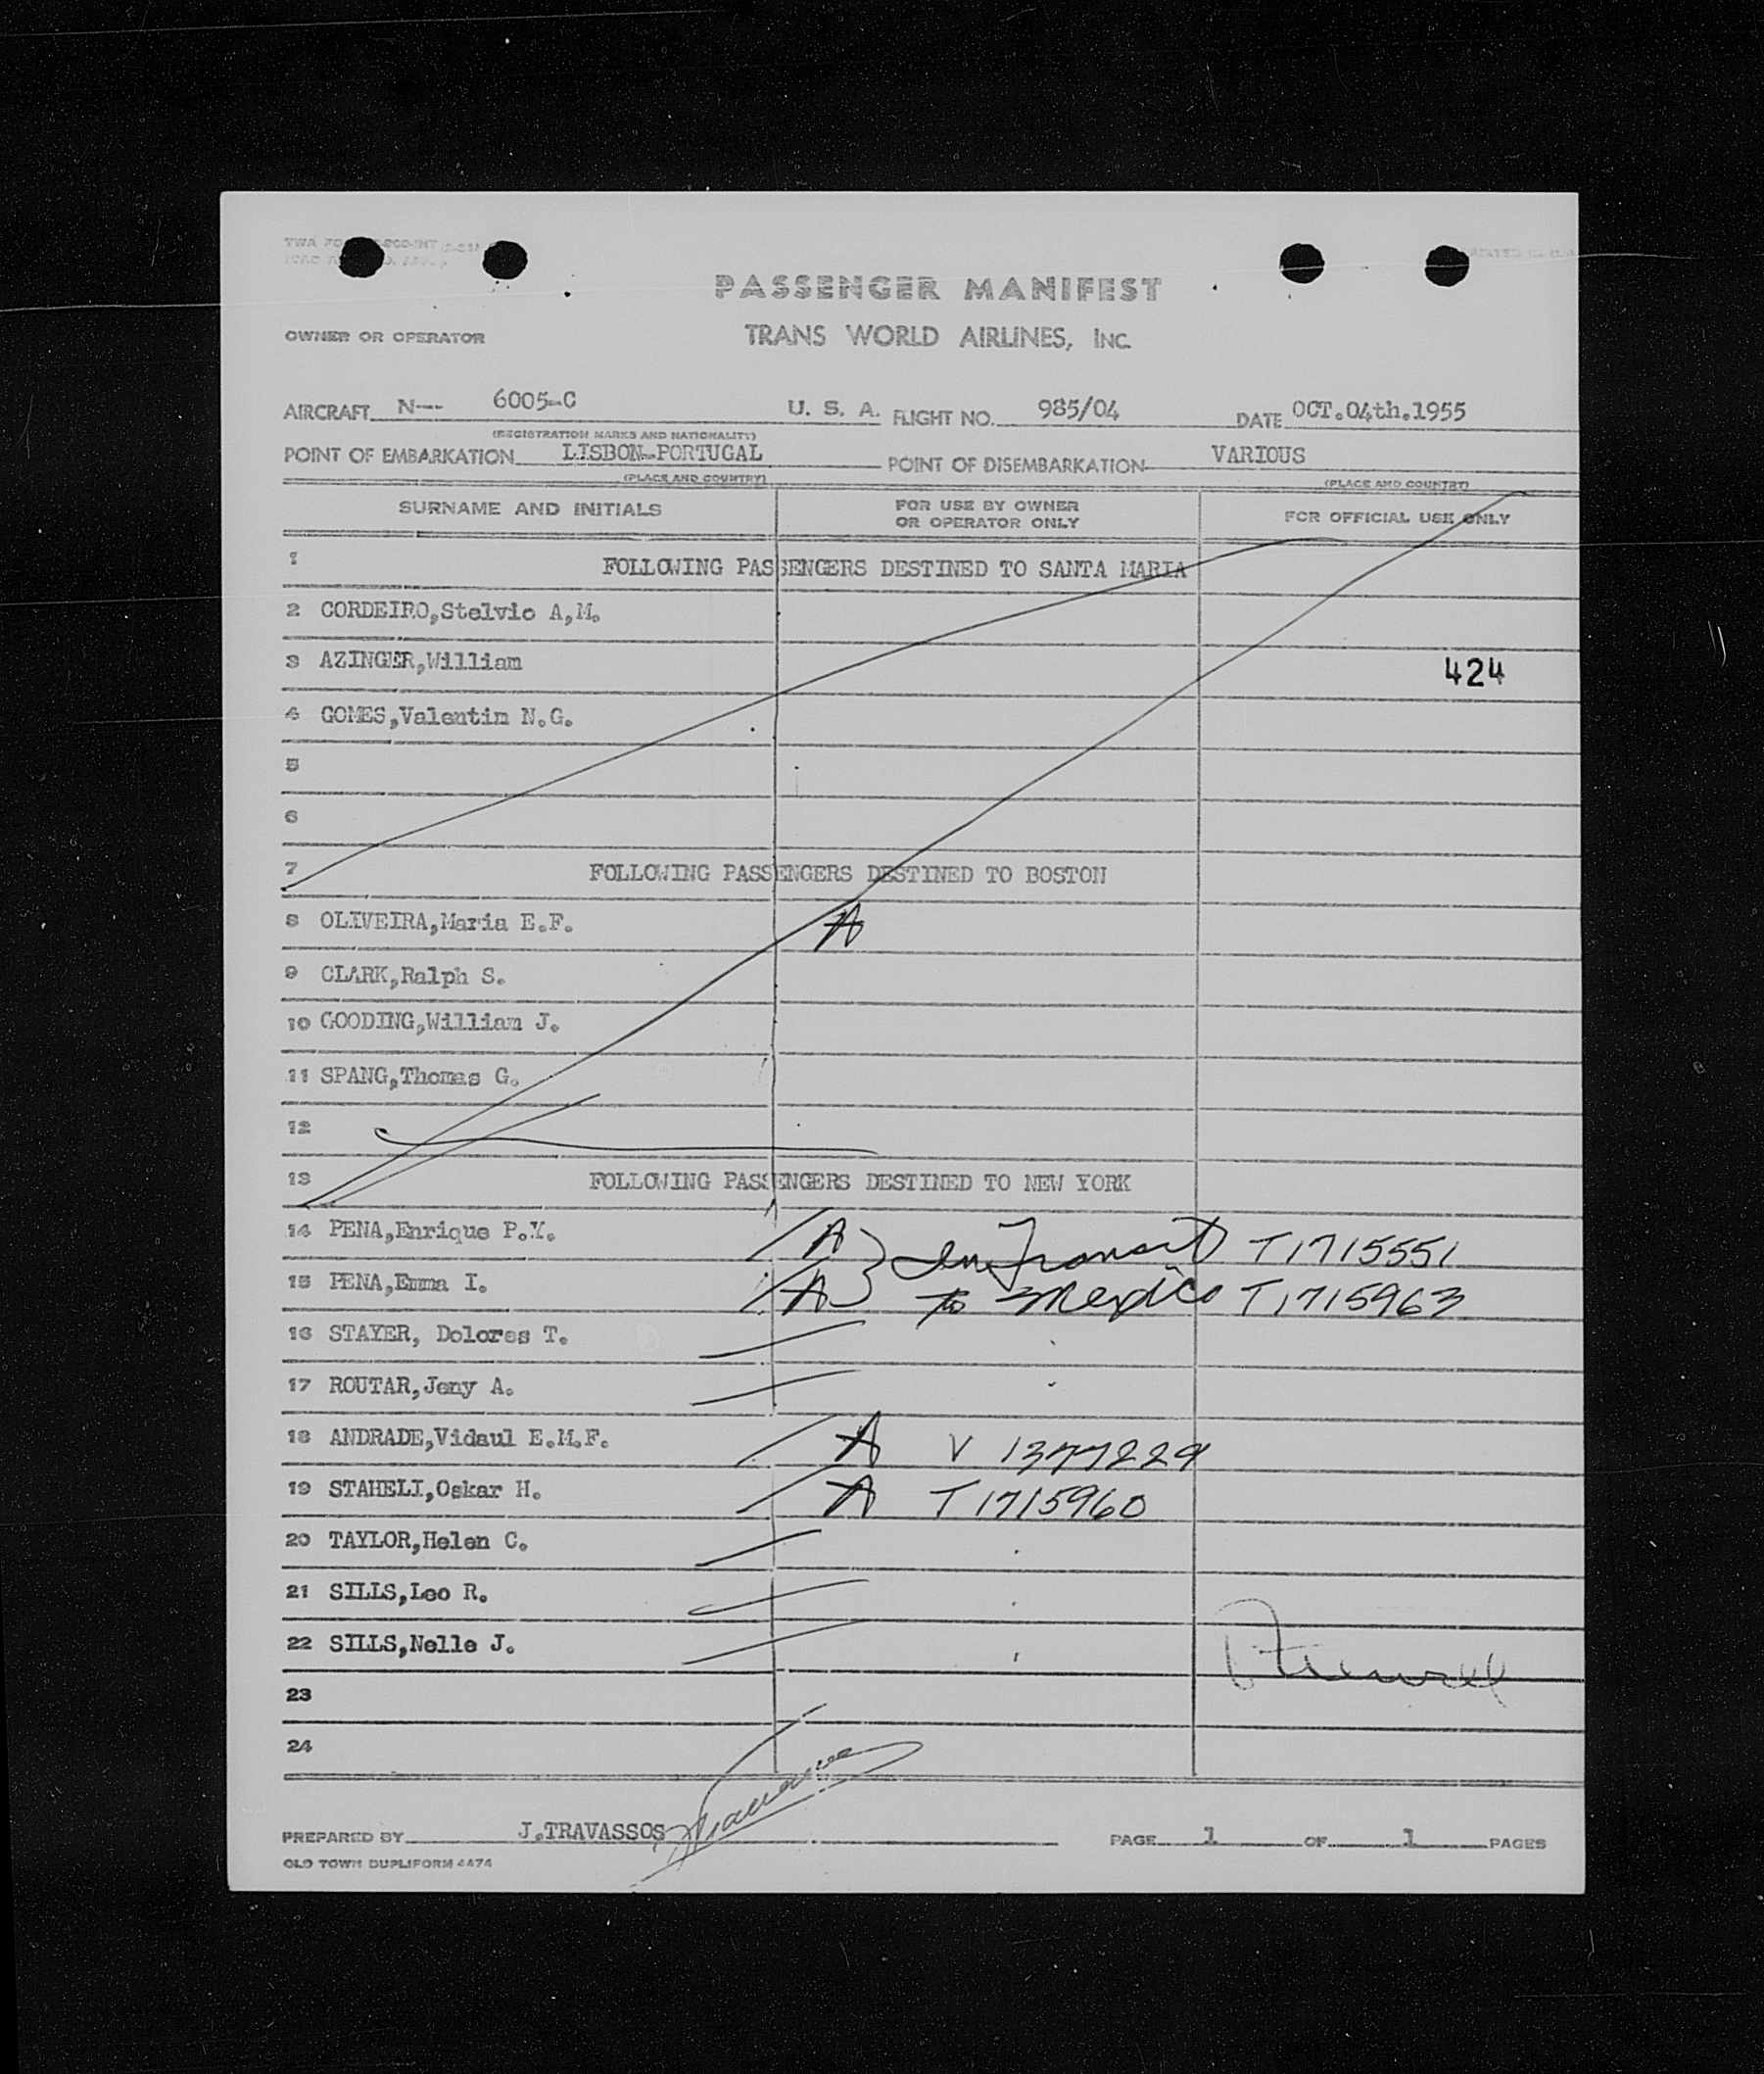 PASSENGER MANIFEST
OWNER OR OPERATOR TRANS WORLD AIRLINES, INC.
AIRCRAFT N-- 6005-C U. S. A. FLIGHT NO. 985/04 DATE OCT.04th.1955
(REGISTRATION MARKS AND NATIONALITY)
POINT OF EMBARKATION LISBON-PORTUGAL POINT OF DISEMBARKATION VARIOUS
(PLACE AND COUNTRY) (PLACE AND COUNTRY)
SURNAME AND INITIALS FOR USE BY OWNER OR OPERATOR ONLY FOR OFFICIAL USE ONLY
1 FOLLOWING PASSENGERS DESTINED TO SANTA MARIA
2 CORDEIRO,Stelvio A,M.
3 AZINGER,William 424
4 GOMES,Valentin N.G.
5
6
7 FOLLOWING PASSENGERS DESTINED TO BOSTON
8 OLIVEIRA,Maria E.F. A
9 CLARK,Ralph S.
10 GOODING,William J.
11 SPANG,Thomas G.
12
13 FOLLOWING PASSENGERS DESTINED TO NEW YORK
14 PENA,Enrique P.Y. A In Transit T1715551
15 PENA,Emma I. A to Mexico T1715963
16 STAYER, Dolores T.
17 ROUTAR,Jeny A.
18 ANDRADE,Vidaul E.M.F. A V 1377229
19 STAHELI,Oskar H. A T1715960
20 TAYLOR,Helen C.
21 SILLS,Leo R.
22 SILLS,Nelle J.
23
24
PREPARED BY J.TRAVASSOS PAGE 1 OF 1 PAGES
OLD TOWN DUPLIFORM 4474